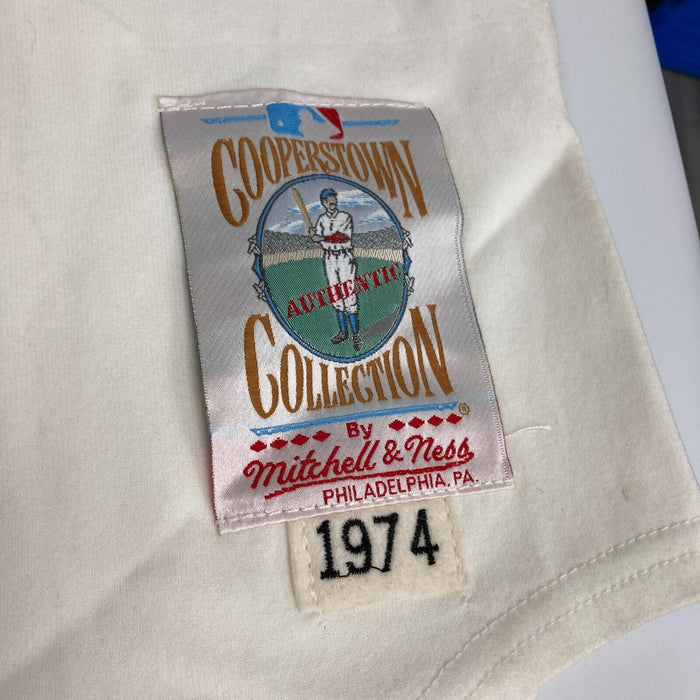 COOPERSTOWN
AUTHENTIC
COLLECTION®
By
Mitchell & Ness
PHILADELPHIA, PA.
1974